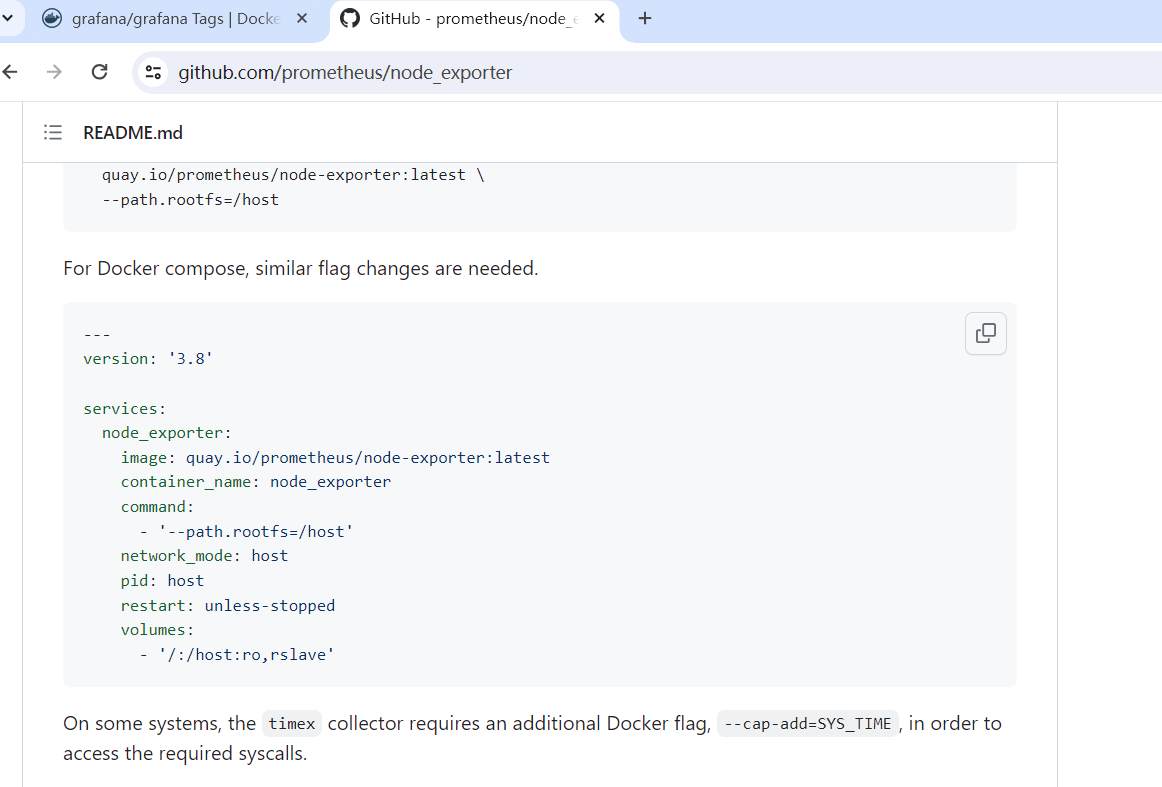 grafana/grafana Tags | Docke
GitHub - prometheus/node_e
github.com/prometheus/node_exporter
README.md
quay.io/prometheus/node-exporter:latest \
--path.rootfs=/host
For Docker compose, similar flag changes are needed.
---
version: '3.8'
services:
node_exporter:
image: quay.io/prometheus/node-exporter:latest
container_name: node_exporter
command:
- '--path.rootfs=/host'
network_mode: host
pid: host
restart: unless-stopped
volumes:
- '/:/host:ro,rslave'
On some systems, the timex collector requires an additional Docker flag, --cap-add=SYS_TIME, in order to
access the required syscalls.